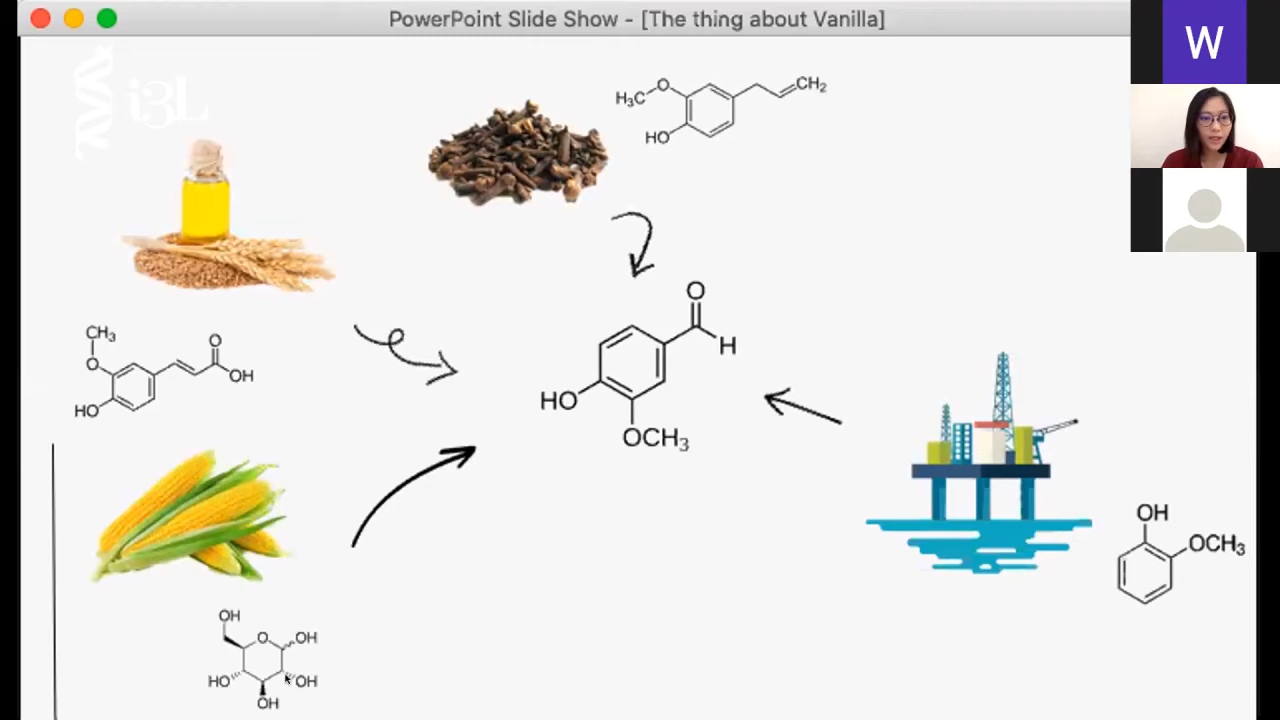 PowerPoint Slide Show - [The thing about Vanilla]
W
i3L
H₃C
O
CH₂
HO
CH₃
O
O
OH
HO
O
H
HO
OCH₃
OH
OCH₃
OH
O
OH
HO
OH
OH